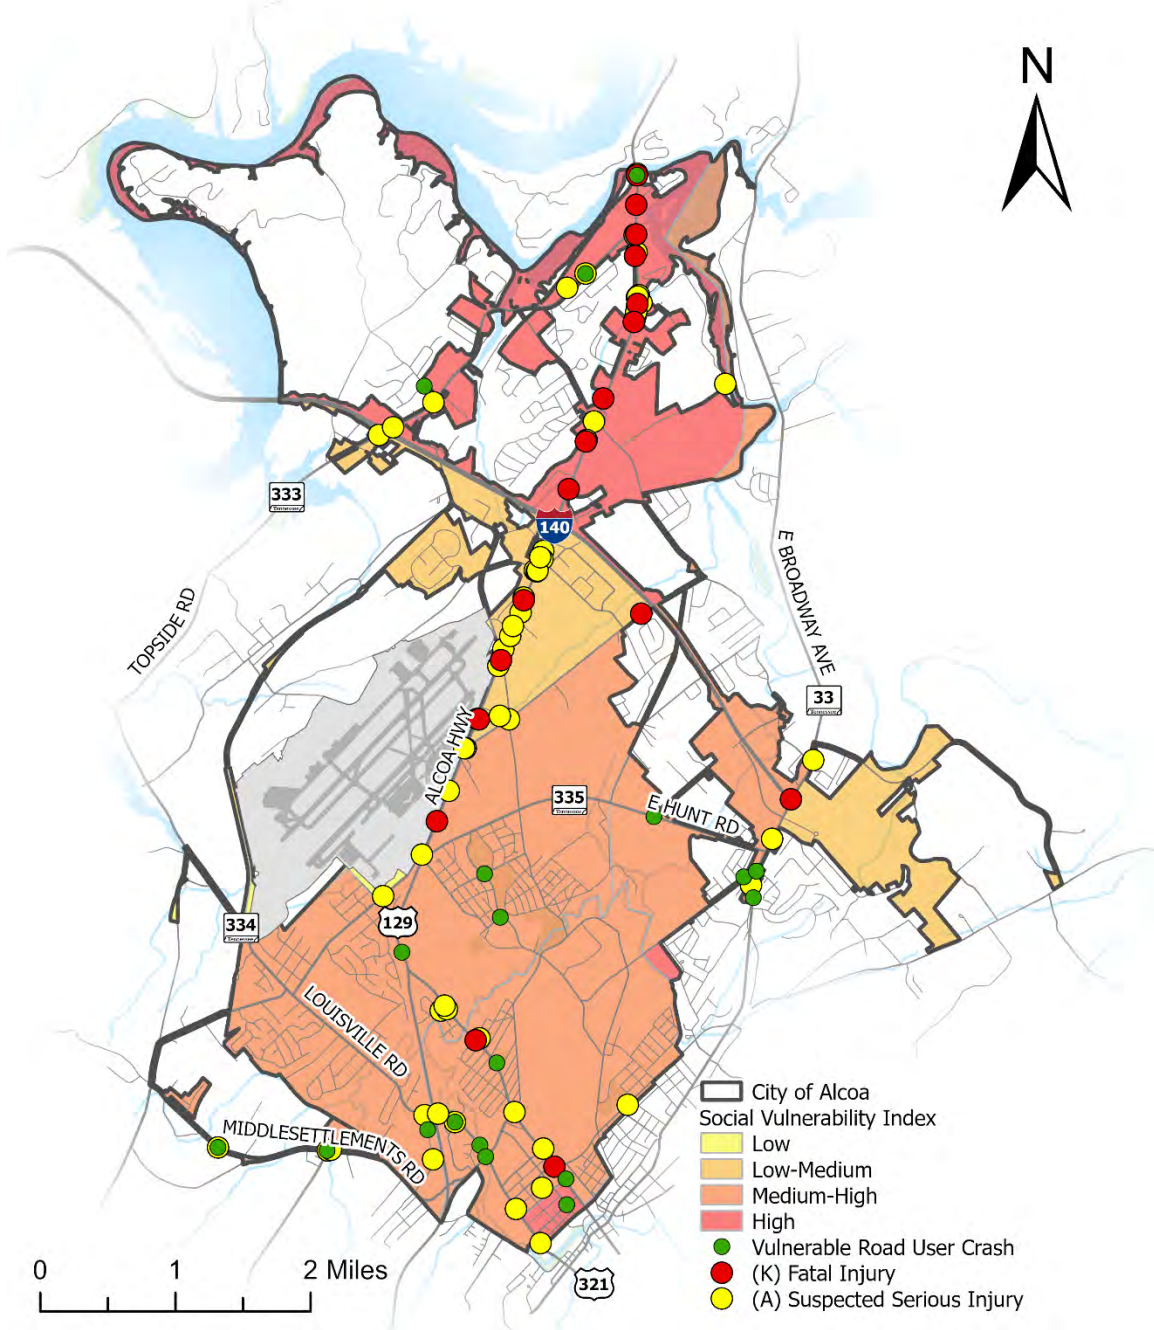 N
333
140
TOPSIDE RD
E BROADWAY AVE
33
ALCOA HWY
335
E HUNT RD
334
129
LOUISVILLE RD
MIDDLESETTLEMENTS RD
321
City of Alcoa
Social Vulnerability Index
Low
Low-Medium
Medium-High
High
Vulnerable Road User Crash
(K) Fatal Injury
(A) Suspected Serious Injury
0 1 2 Miles